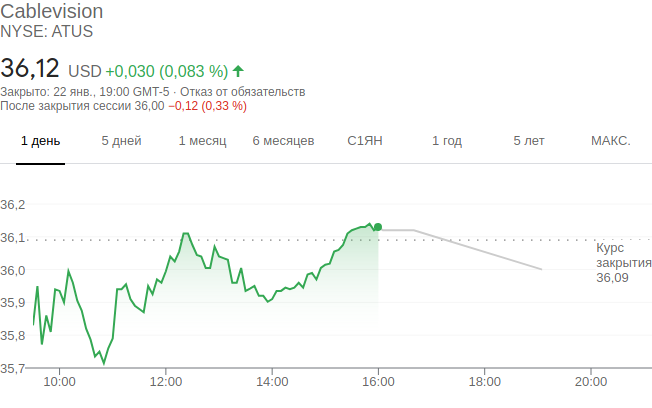 Cablevision
NYSE: ATUS
36,12 USD +0,030 (0,083 %)
Закрыто: 22 янв., 19:00 GMT-5 · Отказ от обязательств
После закрытия сессии 36,00 −0,12 (0,33 %)
1 день 5 дней 1 месяц 6 месяцев С1ЯН 1 год 5 лет МАКС.
36,2
36,1
Курс
закрытия
36,09
36,0
35,9
35,8
35,7
10:00 12:00 14:00 16:00 18:00 20:00